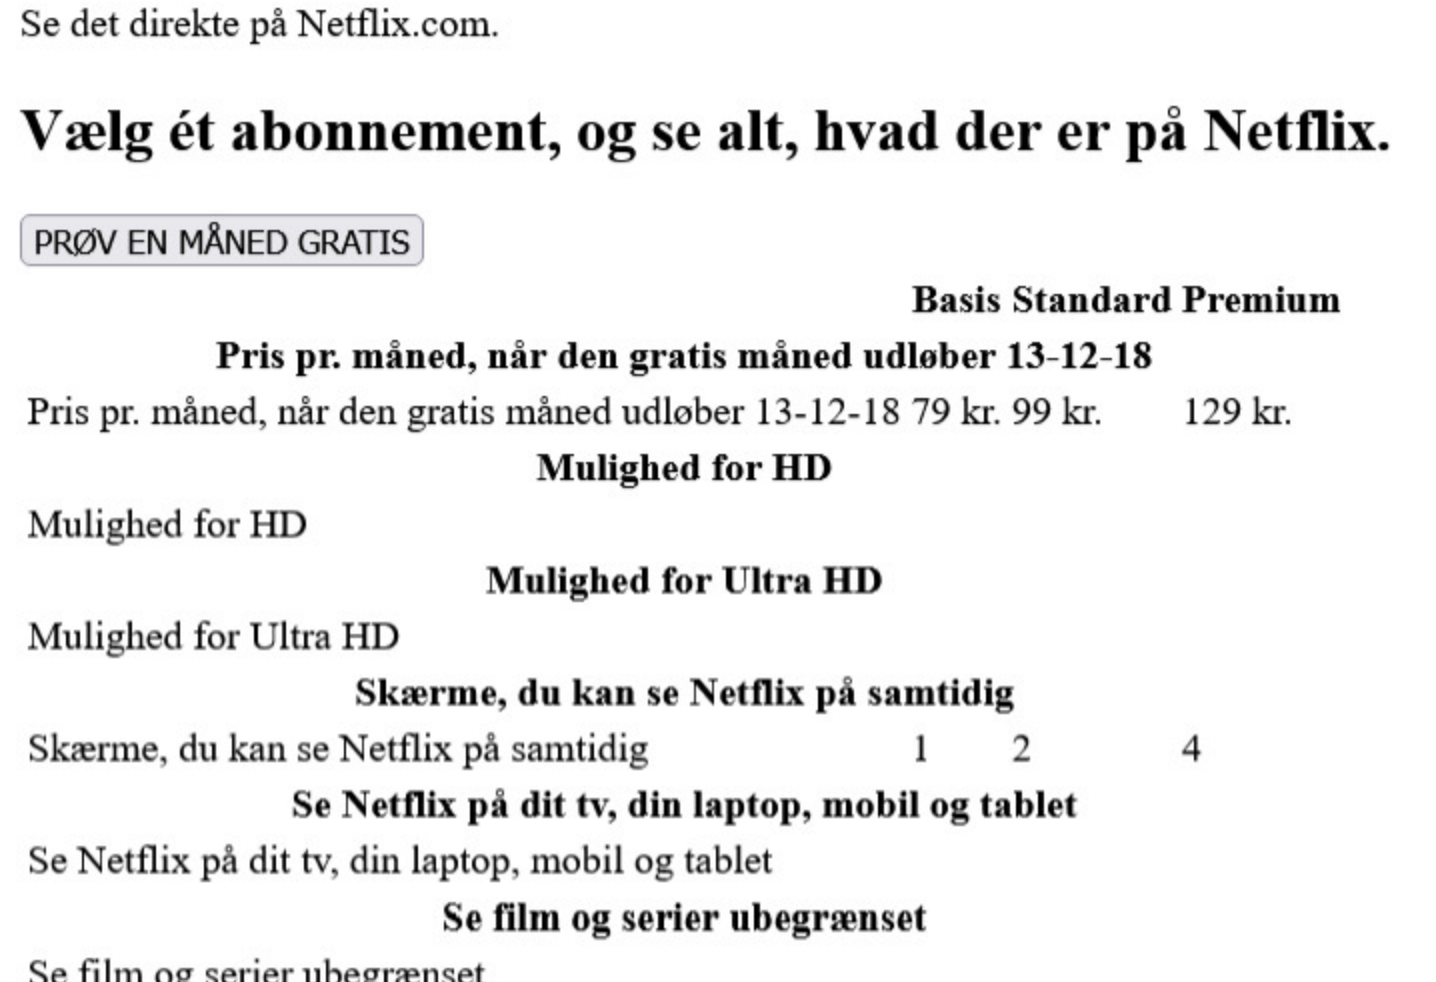 Se det direkte på Netflix.com.
Vælg ét abonnement, og se alt, hvad der er på Netflix.
PRØV EN MÅNED GRATIS
Basis Standard Premium
Pris pr. måned, når den gratis måned udløber 13-12-18
Pris pr. måned, når den gratis måned udløber 13-12-18 79 kr. 99 kr. 129 kr.
Mulighed for HD
Mulighed for HD
Mulighed for Ultra HD
Mulighed for Ultra HD
Skærme, du kan se Netflix på samtidig
Skærme, du kan se Netflix på samtidig 1 2 4
Se Netflix på dit tv, din laptop, mobil og tablet
Se Netflix på dit tv, din laptop, mobil og tablet
Se film og serier ubegrænset
Se film og serier ubegrænset